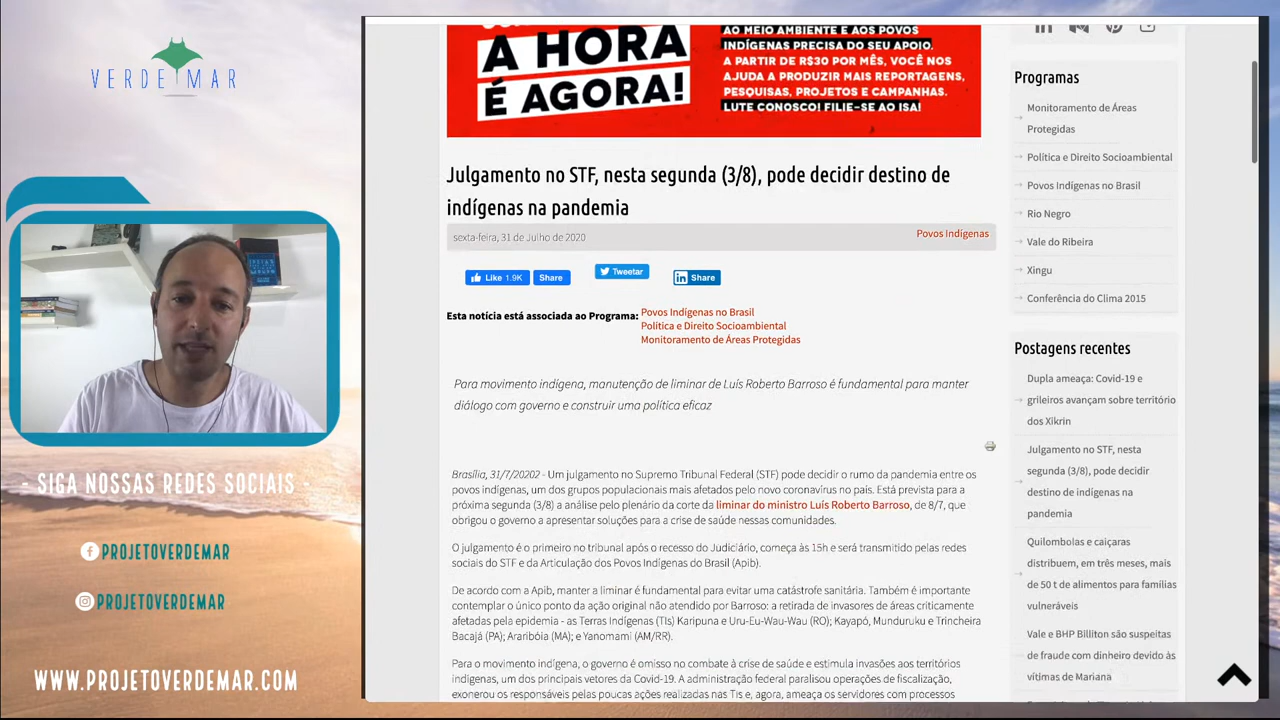 VERDE MAR
- SIGA NOSSAS REDES SOCIAIS -
PROJETOVERDEMAR
PROJETOVERDEMAR
WWW.PROJETOVERDEMAR.COM
A HORA
É AGORA!
AO MEIO AMBIENTE E AOS POVOS
INDÍGENAS PRECISA DO SEU APOIO.
A PARTIR DE R$30 POR MÊS, VOCÊ NOS
AJUDA A PRODUZIR MAIS REPORTAGENS,
PESQUISAS, PROJETOS E CAMPANHAS.
LUTE CONOSCO! FILIE-SE AO ISA!
Julgamento no STF, nesta segunda (3/8), pode decidir destino de
indígenas na pandemia
sexta-feira, 31 de Julho de 2020
Povos Indígenas
Like 1.9K Share Tweetar Share
Esta notícia está associada ao Programa: Povos Indígenas no Brasil
Política e Direito Socioambiental
Monitoramento de Áreas Protegidas
Para movimento indígena, manutenção de liminar de Luís Roberto Barroso é fundamental para manter
diálogo com governo e construir uma política eficaz
Brasília, 31/7/20202 - Um julgamento no Supremo Tribunal Federal (STF) pode decidir o rumo da pandemia entre os
povos indígenas, um dos grupos populacionais mais afetados pelo novo coronavírus no país. Está prevista para a
próxima segunda (3/8) a análise pelo plenário da corte da liminar do ministro Luís Roberto Barroso, de 8/7, que
obrigou o governo a apresentar soluções para a crise de saúde nessas comunidades.
O julgamento é o primeiro no tribunal após o recesso do Judiciário, começa às 15h e será transmitido pelas redes
sociais do STF e da Articulação dos Povos Indígenas do Brasil (Apib).
De acordo com a Apib, manter a liminar é fundamental para evitar uma catástrofe sanitária. Também é importante
contemplar o único ponto da ação original não atendido por Barroso: a retirada de invasores de áreas criticamente
afetadas pela epidemia - as Terras Indígenas (TIs) Karipuna e Uru-Eu-Wau-Wau (RO); Kayapó, Munduruku e Trincheira
Bacajá (PA); Araribóia (MA); e Yanomami (AM/RR).
Para o movimento indígena, o governo é omisso no combate à crise de saúde e estimula invasões aos territórios
indígenas, um dos principais vetores da Covid-19. A administração federal paralisou operações de fiscalização,
exonerou os responsáveis pelas poucas ações realizadas nas TIs e, agora, ameaça os servidores com processos
Programas
Monitoramento de Áreas
Protegidas
Política e Direito Socioambiental
Povos Indígenas no Brasil
Rio Negro
Vale do Ribeira
Xingu
Conferência do Clima 2015
Postagens recentes
Dupla ameaça: Covid-19 e
grileiros avançam sobre território
dos Xikrin
Julgamento no STF, nesta
segunda (3/8), pode decidir
destino de indígenas na
pandemia
Quilombolas e caiçaras
distribuem, em três meses, mais
de 50 t de alimentos para famílias
vulneráveis
Vale e BHP Billiton são suspeitas
de fraude com dinheiro devido às
vítimas de Mariana